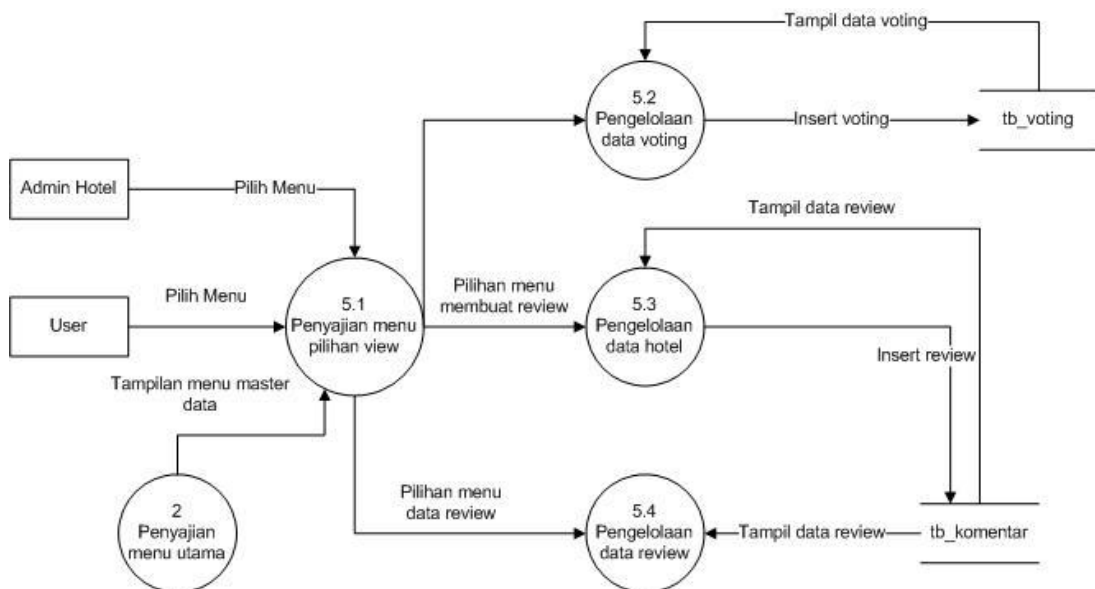 Tampil data voting
5.2
Pengelolaan
data voting
Insert voting
tb_voting
Admin Hotel
Pilih Menu
Tampil data review
User
Pilih Menu
5.1
Penyajian menu
pilihan view
Pilihan menu
membuat review
5.3
Pengelolaan
data hotel
Insert review
Tampilan menu master
data
2
Penyajian
menu utama
Pilihan menu
data review
5.4
Pengelolaan
data review
Tampil data review
tb_komentar